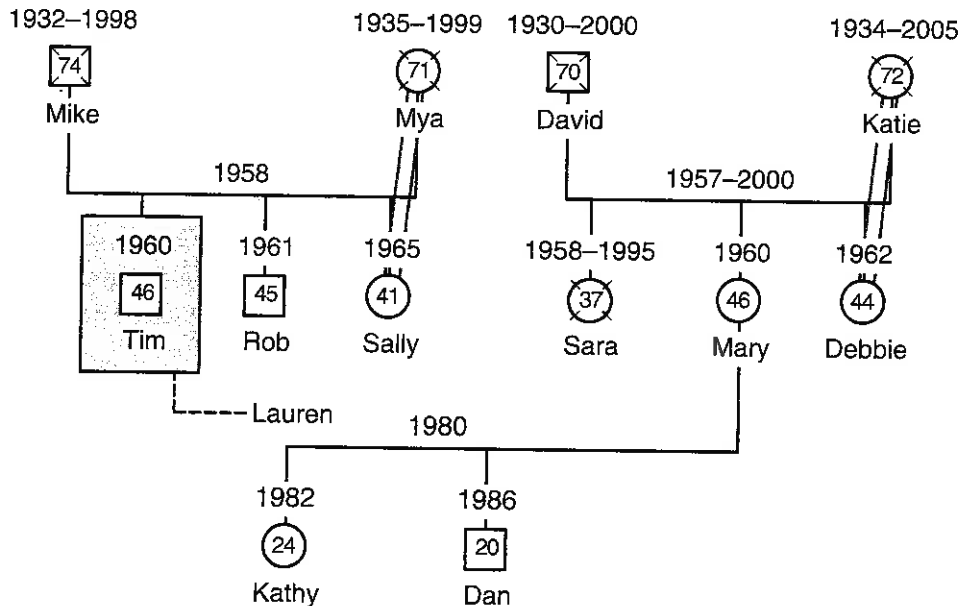 1932–1998 1935–1999 1930–2000 1934–2005
74 71 70 72
Mike Mya David Katie
1958 1957–2000
1960 1961 1965 1958–1995 1960 1962
46 45 41 37 46 44
Tim Rob Sally Sara Mary Debbie
Lauren
1980
1982 1986
24 20
Kathy Dan